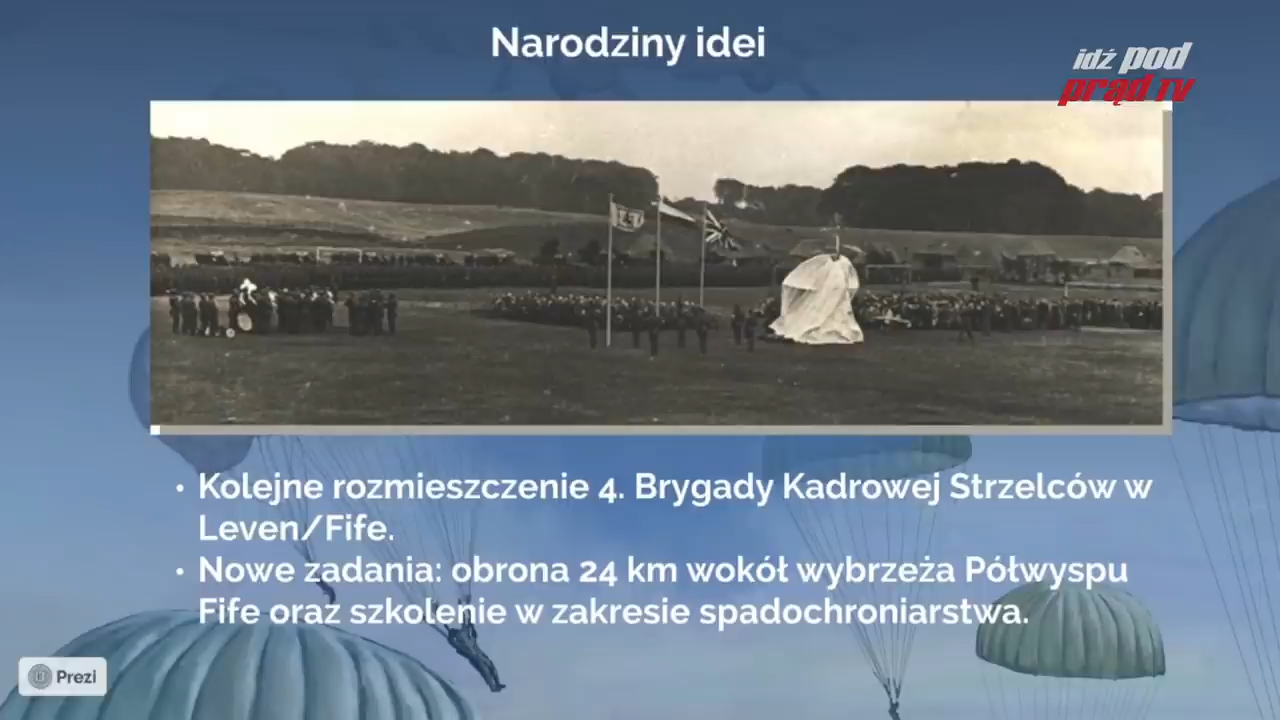 Narodziny idei
idź pod
prąd TV
• Kolejne rozmieszczenie 4. Brygady Kadrowej Strzelców w
Leven/Fife.
• Nowe zadania: obrona 24 km wokół wybrzeża Półwyspu
Fife oraz szkolenie w zakresie spadochroniarstwa.
Prezi